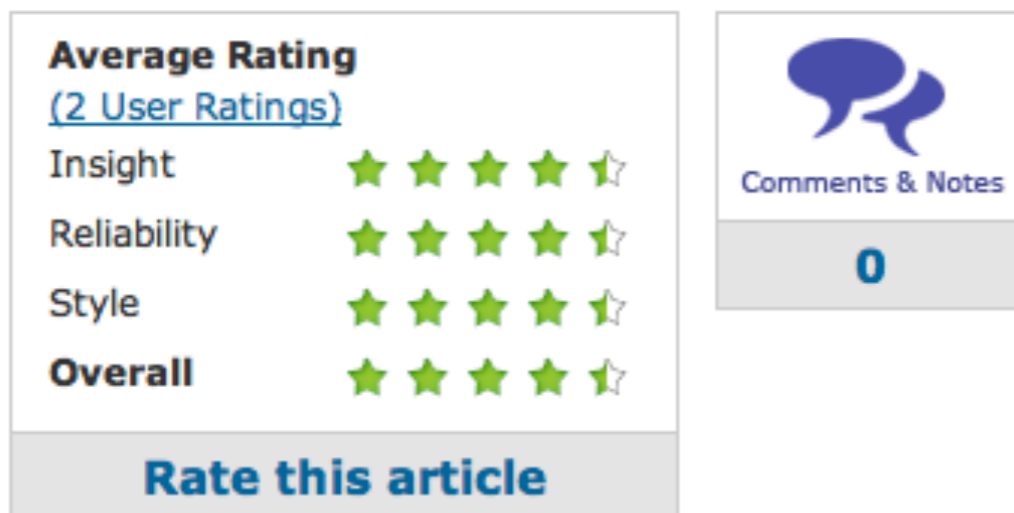 Average Rating
(2 User Ratings)
Insight
Reliability
Style
Overall
Rate this article
Comments & Notes
0